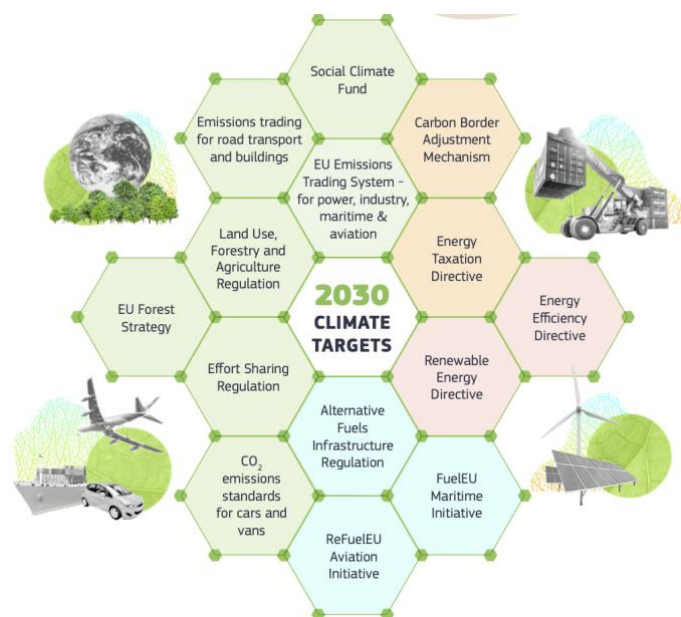 Social Climate
Fund
Emissions trading
for road transport
and buildings
Carbon Border
Adjustment
Mechanism
EU Emissions
Trading System -
for power, industry,
maritime &
aviation
Land Use,
Forestry and
Agriculture
Regulation
Energy
Taxation
Directive
EU Forest
Strategy
2030
CLIMATE
TARGETS
Energy
Efficiency
Directive
Effort Sharing
Regulation
Renewable
Energy
Directive
Alternative
Fuels
Infrastructure
Regulation
CO₂
emissions
standards
for cars and
vans
FuelEU
Maritime
Initiative
ReFuelEU
Aviation
Initiative